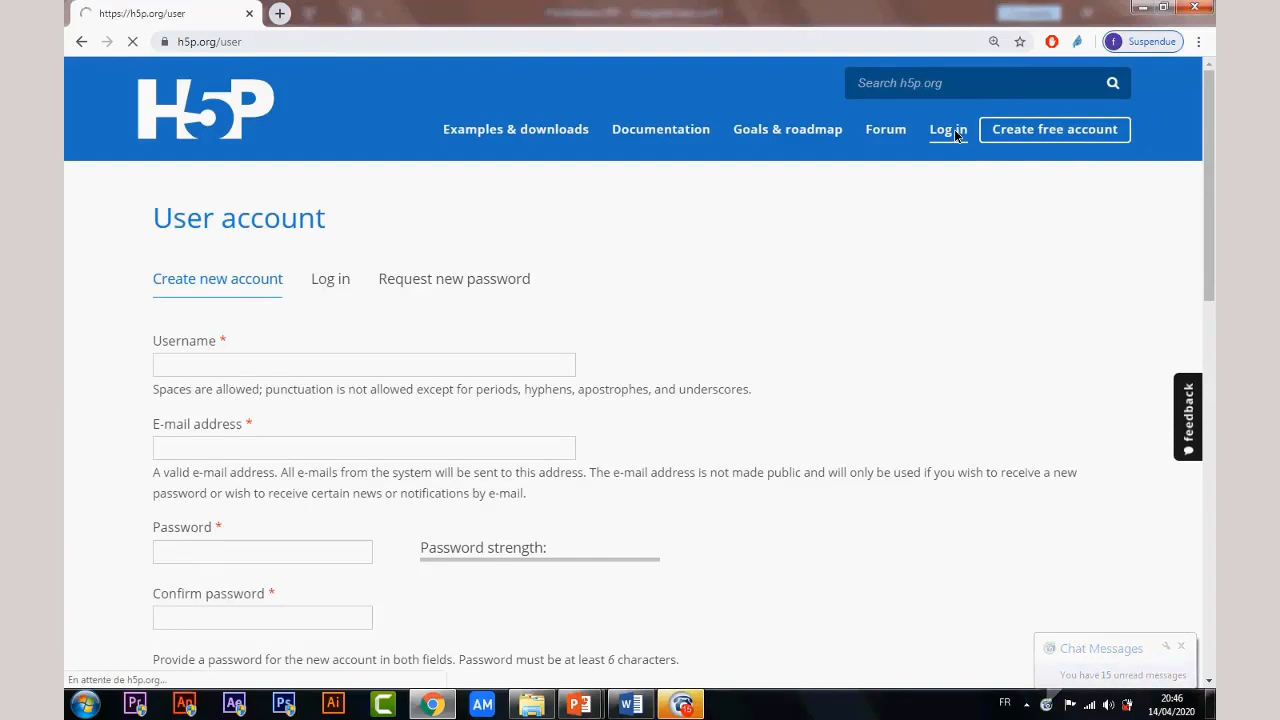 https://h5p.org/user
h5p.org/user
f Suspendue
H5P
Search h5p.org
Examples & downloads Documentation Goals & roadmap Forum Log in Create free account
User account
Create new account Log in Request new password
Username *
Spaces are allowed; punctuation is not allowed except for periods, hyphens, apostrophes, and underscores.
E-mail address *
A valid e-mail address. All e-mails from the system will be sent to this address. The e-mail address is not made public and will only be used if you wish to receive a new
password or wish to receive certain news or notifications by e-mail.
feedback
Password *
Password strength:
Confirm password *
Provide a password for the new account in both fields. Password must be at least 6 characters.
Chat Messages
You have 15 unread messages
En attente de h5p.org...
Pr An Ae Ps Ai C AM P W 15
FR
20:46
14/04/2020